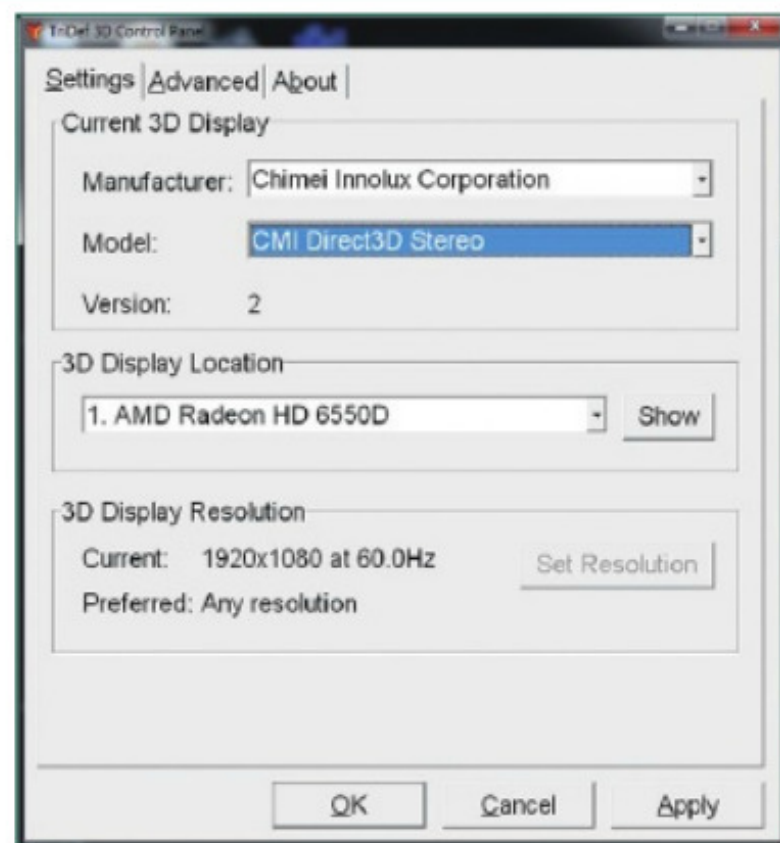 TriDef 3D Control Panel
Settings Advanced About
Current 3D Display
Manufacturer: Chimei Innolux Corporation
Model: CMI Direct3D Stereo
Version: 2
3D Display Location
1. AMD Radeon HD 6550D Show
3D Display Resolution
Current: 1920x1080 at 60.0Hz Set Resolution
Preferred: Any resolution
OK Cancel Apply